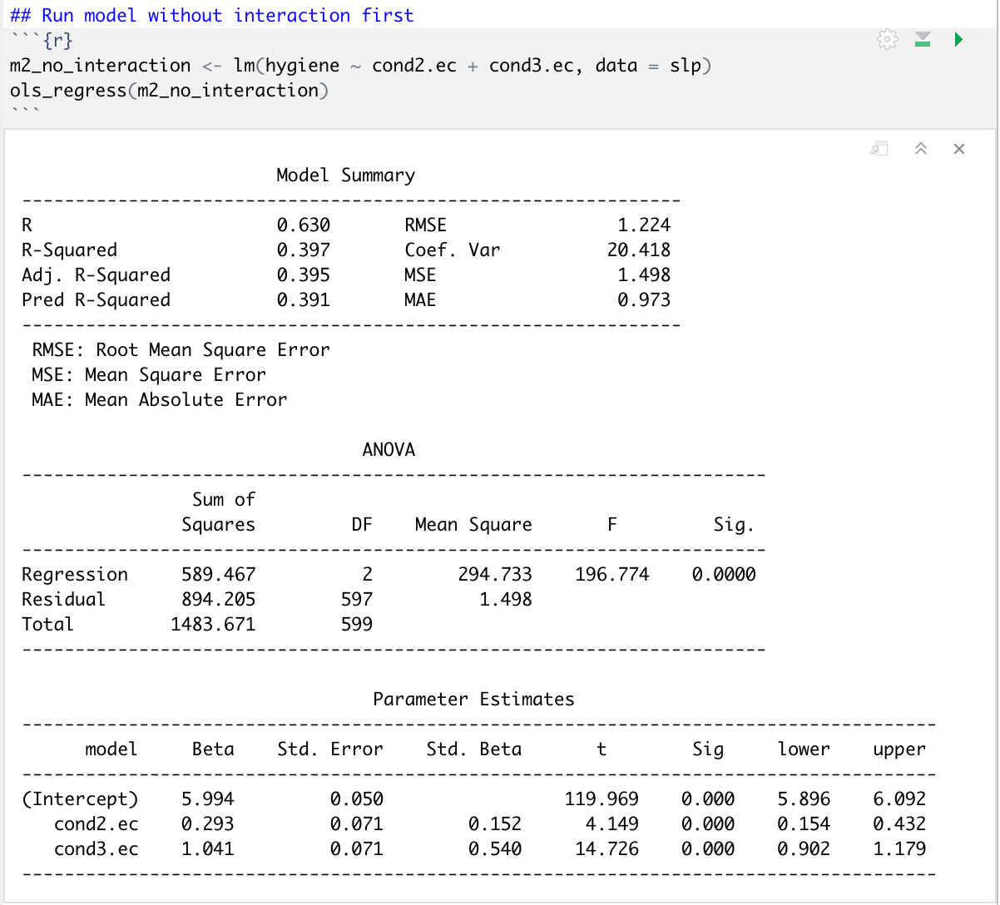 ## Run model without interaction first
```{r}
m2_no_interaction <- lm(hygiene ~ cond2.ec + cond3.ec, data = slp)
ols_regress(m2_no_interaction)
```
Model Summary
--------------------------------------------------------------
R 0.630 RMSE 1.224
R-Squared 0.397 Coef. Var 20.418
Adj. R-Squared 0.395 MSE 1.498
Pred R-Squared 0.391 MAE 0.973
--------------------------------------------------------------
RMSE: Root Mean Square Error
MSE: Mean Square Error
MAE: Mean Absolute Error
ANOVA
----------------------------------------------------------------------
Sum of
Squares DF Mean Square F Sig.
----------------------------------------------------------------------
Regression 589.467 2 294.733 196.774 0.0000
Residual 894.205 597 1.498
Total 1483.671 599
----------------------------------------------------------------------
Parameter Estimates
--------------------------------------------------------------------------------------
model Beta Std. Error Std. Beta t Sig lower upper
--------------------------------------------------------------------------------------
(Intercept) 5.994 0.050 119.969 0.000 5.896 6.092
cond2.ec 0.293 0.071 0.152 4.149 0.000 0.154 0.432
cond3.ec 1.041 0.071 0.540 14.726 0.000 0.902 1.179
--------------------------------------------------------------------------------------